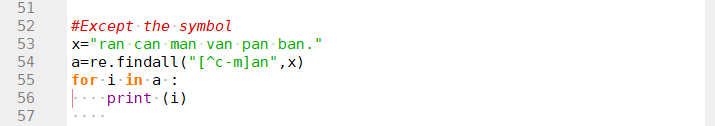 51
52 #Except the symbol
53 x="ran can man van pan ban."
54 a=re.findall("[^c-m]an",x)
55 for i in a :
56     print (i)
57